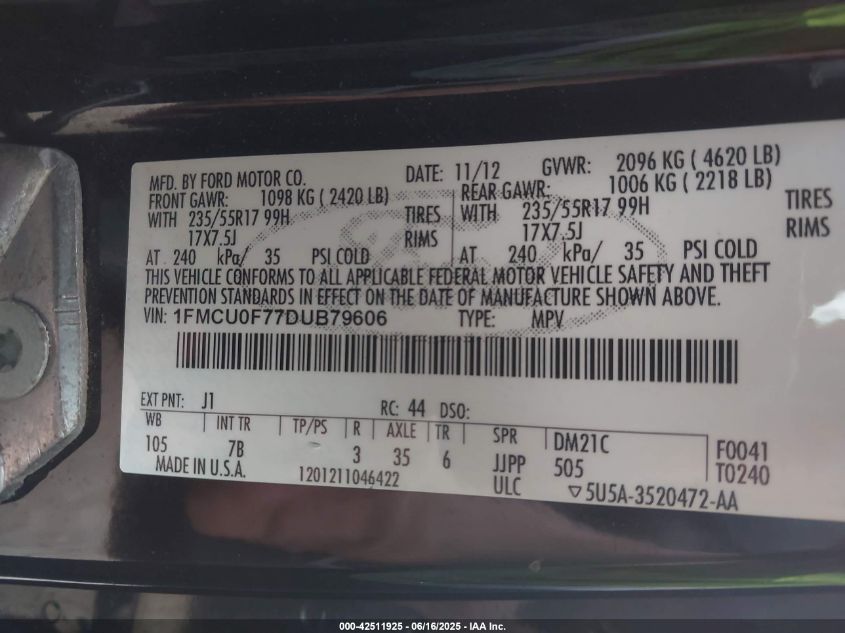 MFD. BY FORD MOTOR CO. DATE: 11/12 GVWR: 2096 KG ( 4620 LB)
FRONT GAWR: 1098 KG ( 2420 LB) REAR GAWR: 1006 KG ( 2218 LB)
WITH 235/55R17 99H TIRES WITH 235/55R17 99H TIRES
17X7.5J RIMS 17X7.5J RIMS
AT 240 kPa/ 35 PSI COLD AT 240 kPa/ 35 PSI COLD
THIS VEHICLE CONFORMS TO ALL APPLICABLE FEDERAL MOTOR VEHICLE SAFETY AND THEFT
PREVENTION STANDARDS IN EFFECT ON THE DATE OF MANUFACTURE SHOWN ABOVE.
VIN: 1FMCU0F77DUB79606 TYPE: MPV
EXT PNT: J1 RC: 44 DSO:
WB INT TR TP/PS R AXLE TR SPR DM21C F0041
105 7B 3 35 6 JJPP 505 T0240
MADE IN U.S.A. 1201211046422 ULC ▽5U5A-3520472-AA
000-42511925 - 06/16/2025 - IAA Inc.